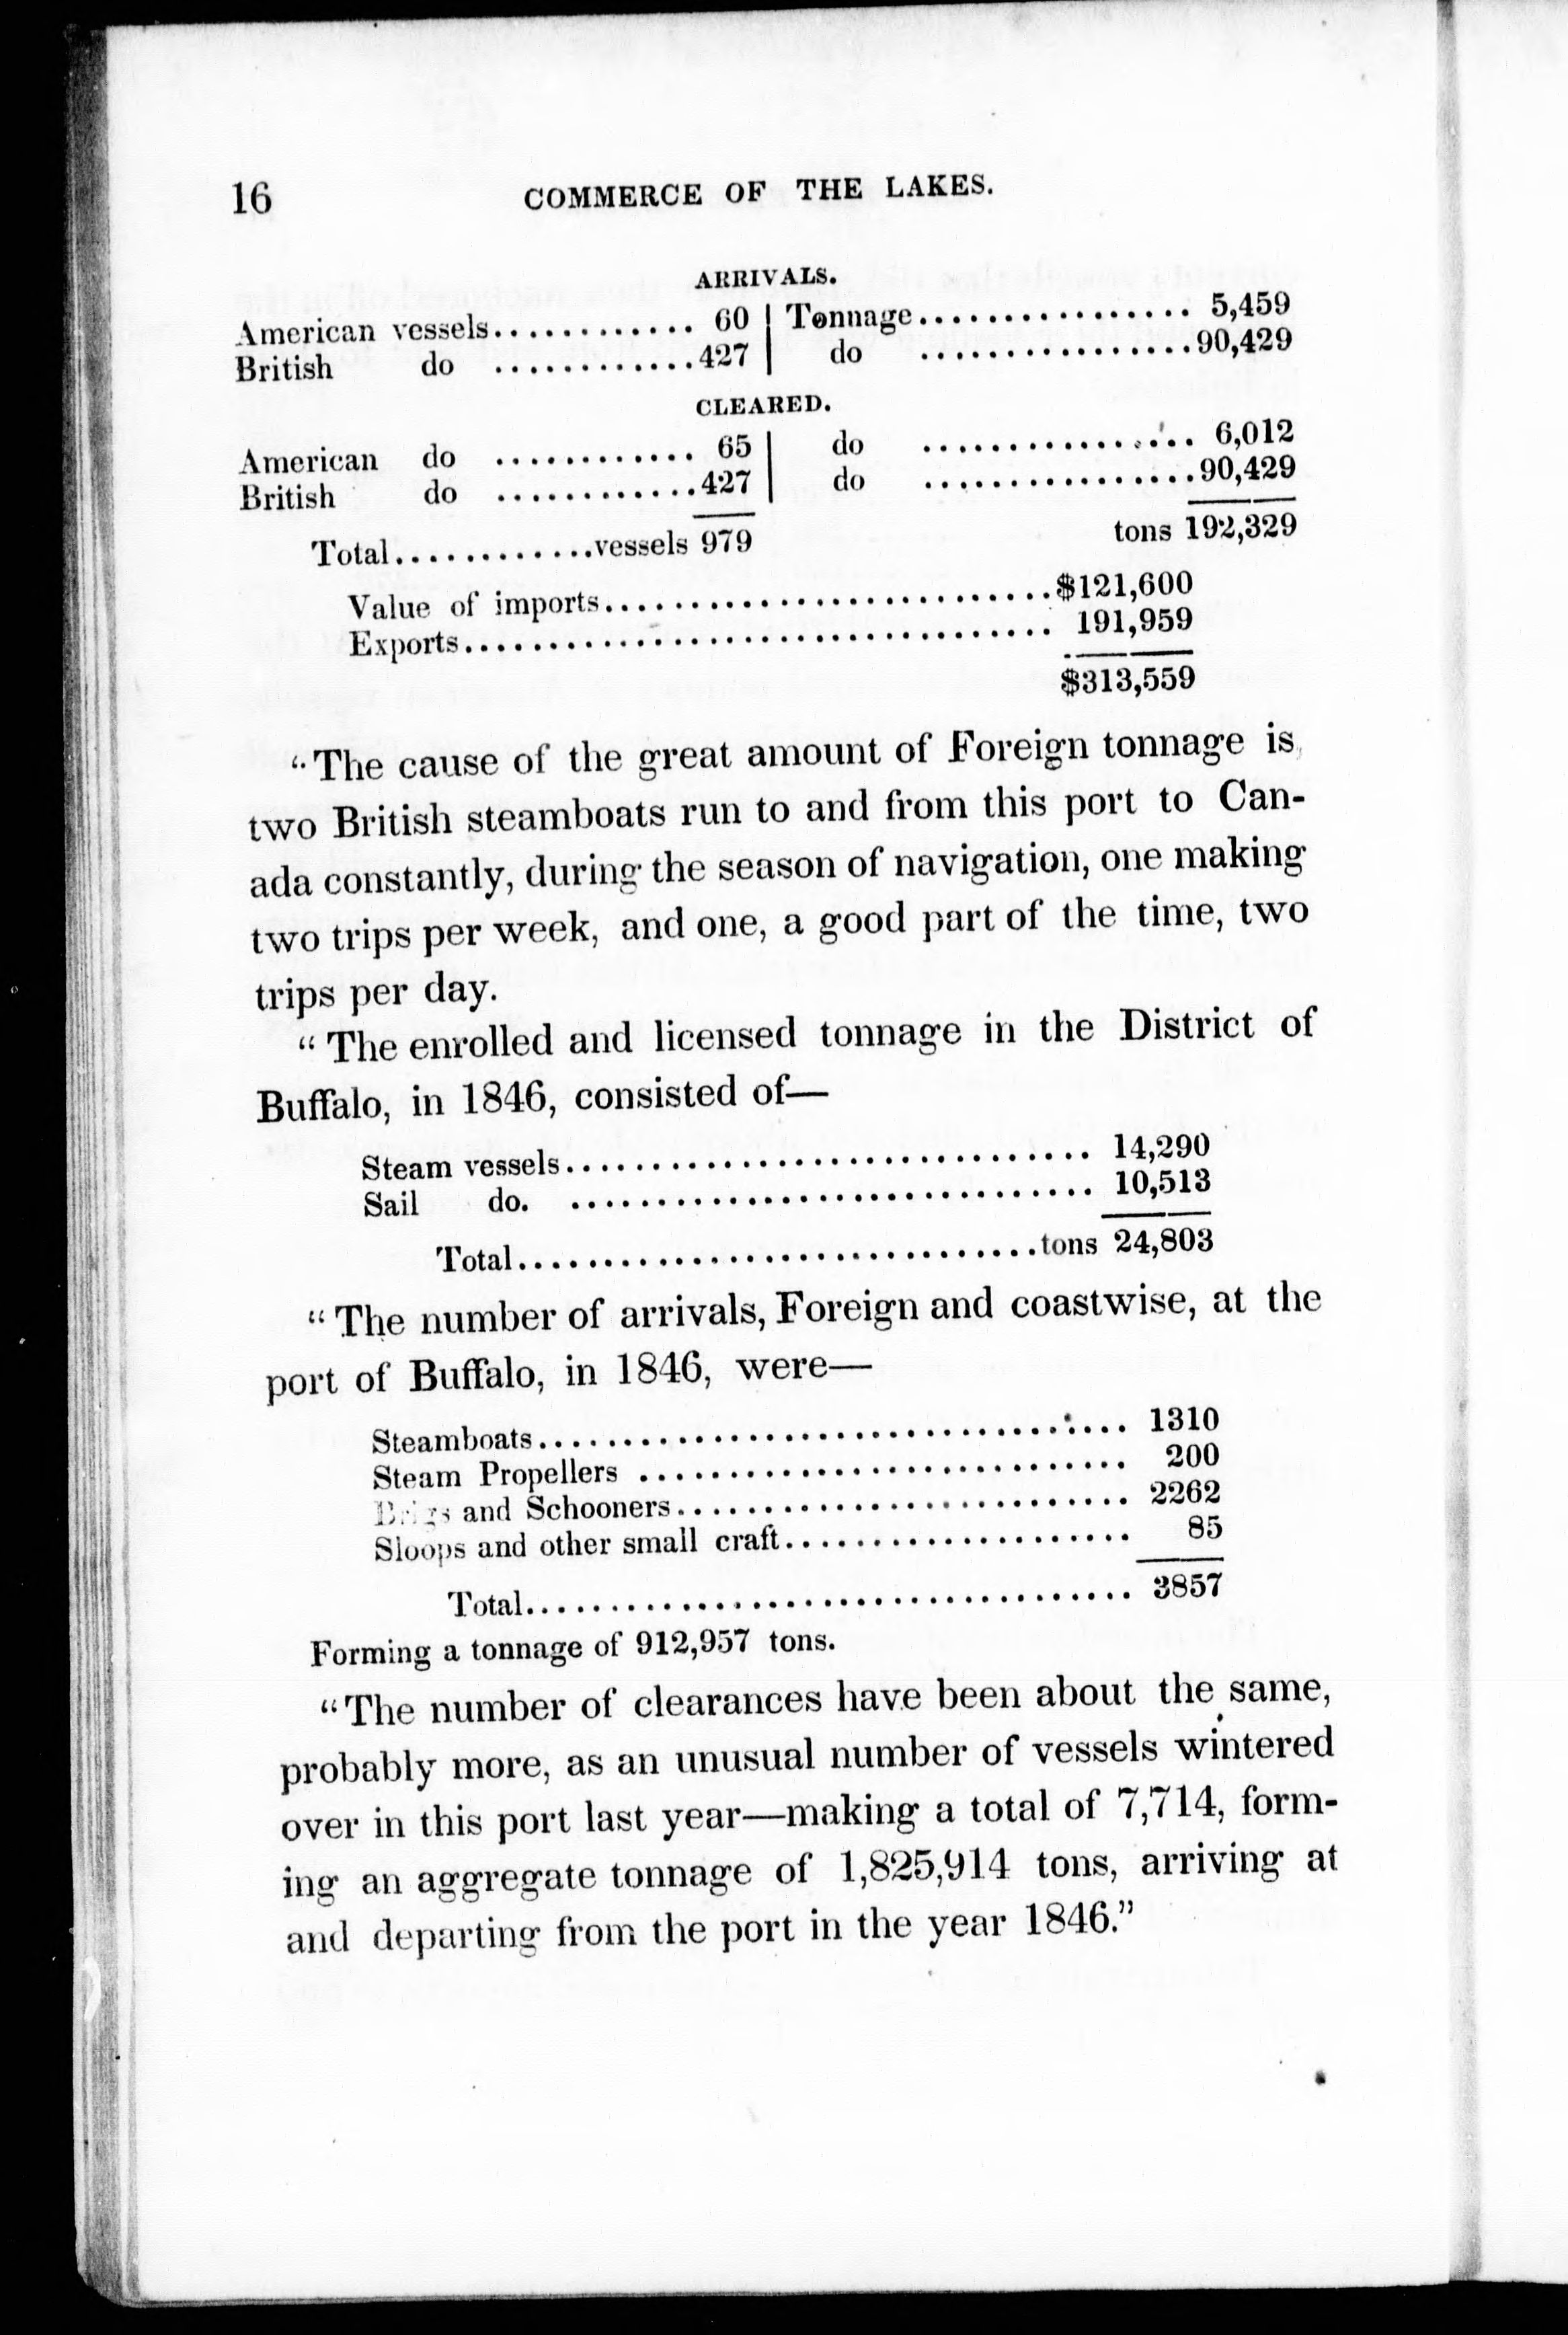 16 COMMERCE OF THE LAKES.
ARRIVALS.
American vessels............ 60 | Tonnage................ 5,459
British do ............427 | do ................90,429
CLEARED.
American do ............ 65 | do ................ 6,012
British do ............427 | do ................90,429
Total............vessels 979 tons 192,329
Value of imports...........................$121,600
Exports................................... 191,959
$313,559
"The cause of the great amount of Foreign tonnage is,
two British steamboats run to and from this port to Can-
ada constantly, during the season of navigation, one making
two trips per week, and one, a good part of the time, two
trips per day.
"The enrolled and licensed tonnage in the District of
Buffalo, in 1846, consisted of—
Steam vessels............................... 14,290
Sail do. ............................... 10,513
Total...............................tons 24,803
"The number of arrivals, Foreign and coastwise, at the
port of Buffalo, in 1846, were—
Steamboats................................... 1310
Steam Propellers ............................. 200
Brigs and Schooners........................... 2262
Sloops and other small craft..................... 85
Total.................................... 3857
Forming a tonnage of 912,957 tons.
"The number of clearances have been about the same,
probably more, as an unusual number of vessels wintered
over in this port last year—making a total of 7,714, form-
ing an aggregate tonnage of 1,825,914 tons, arriving at
and departing from the port in the year 1846."